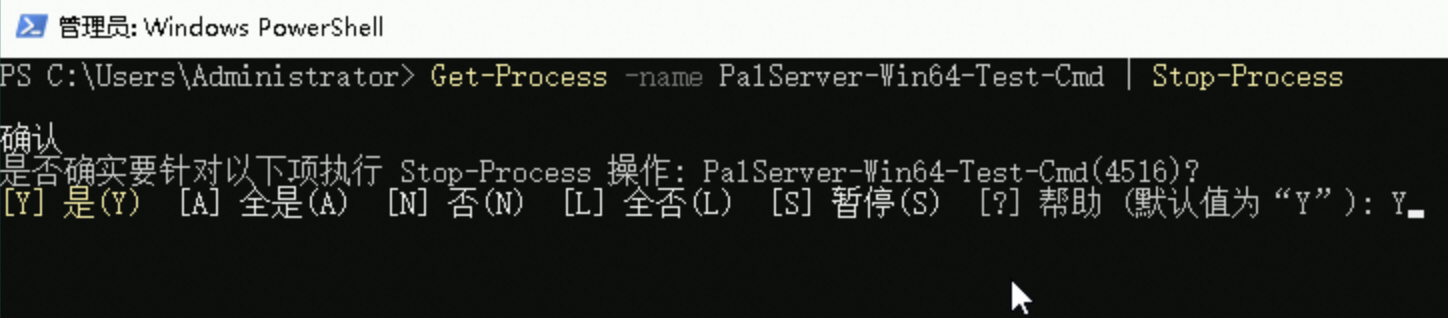 管理员: Windows PowerShell
PS C:\Users\Administrator> Get-Process -name PalServer-Win64-Test-Cmd | Stop-Process
确认
是否确实要针对以下项执行 Stop-Process 操作: PalServer-Win64-Test-Cmd(4516)?
[Y] 是(Y)  [A] 全是(A)  [N] 否(N)  [L] 全否(L)  [S] 暂停(S)  [?] 帮助 (默认值为“Y”): Y